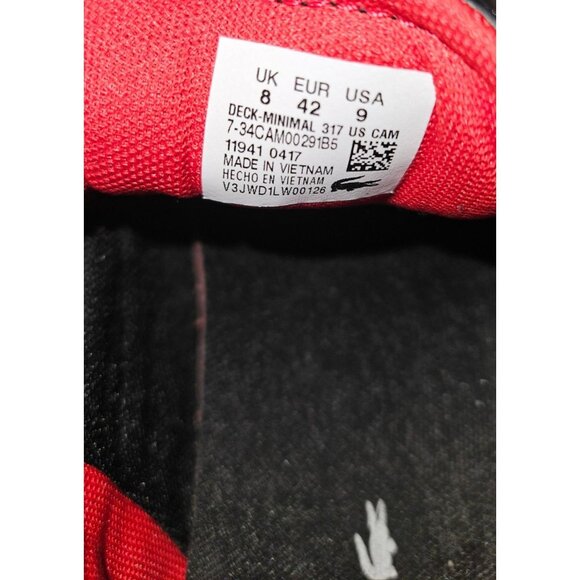 UK EUR USA
8 42 9
DECK-MINIMAL 317 US CAM
7-34CAM00291B5
11941 0417
MADE IN VIETNAM
HECHO EN VIETNAM
V3JWD1LW00126